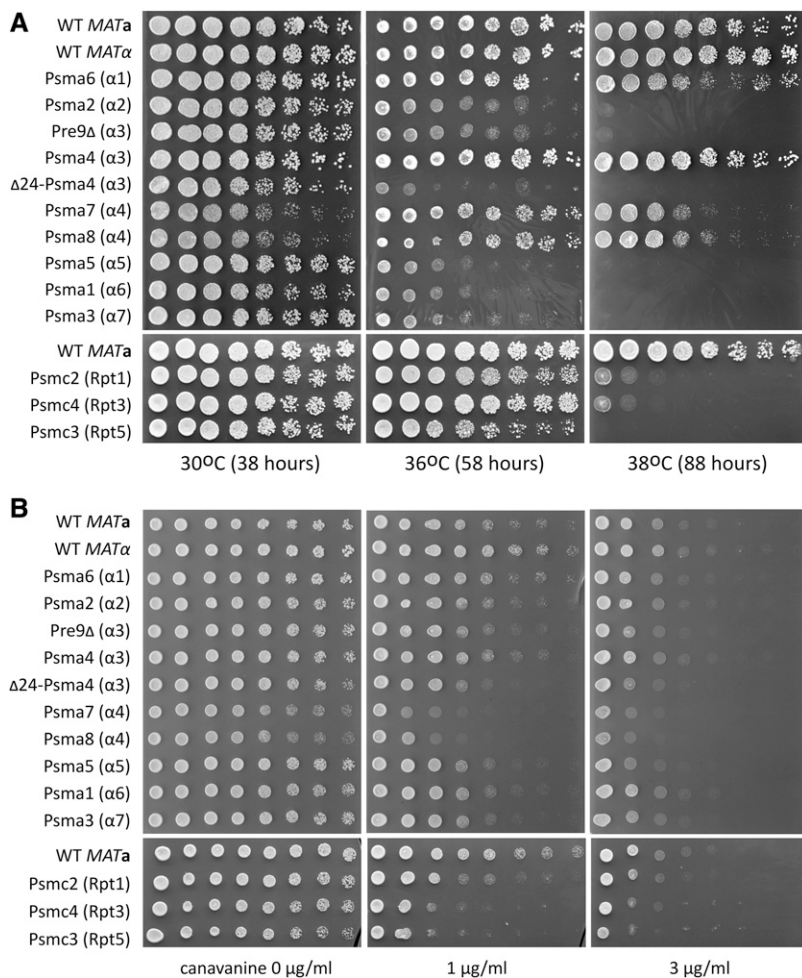 A
WT MATa
WT MATα
Psma6 (α1)
Psma2 (α2)
Pre9Δ (α3)
Psma4 (α3)
Δ24-Psma4 (α3)
Psma7 (α4)
Psma8 (α4)
Psma5 (α5)
Psma1 (α6)
Psma3 (α7)
WT MATa
Psmc2 (Rpt1)
Psmc4 (Rpt3)
Psmc3 (Rpt5)
30ºC (38 hours) 36ºC (58 hours) 38ºC (88 hours)
B
WT MATa
WT MATα
Psma6 (α1)
Psma2 (α2)
Pre9Δ (α3)
Psma4 (α3)
Δ24-Psma4 (α3)
Psma7 (α4)
Psma8 (α4)
Psma5 (α5)
Psma1 (α6)
Psma3 (α7)
WT MATa
Psmc2 (Rpt1)
Psmc4 (Rpt3)
Psmc3 (Rpt5)
canavanine 0 µg/ml 1 µg/ml 3 µg/ml